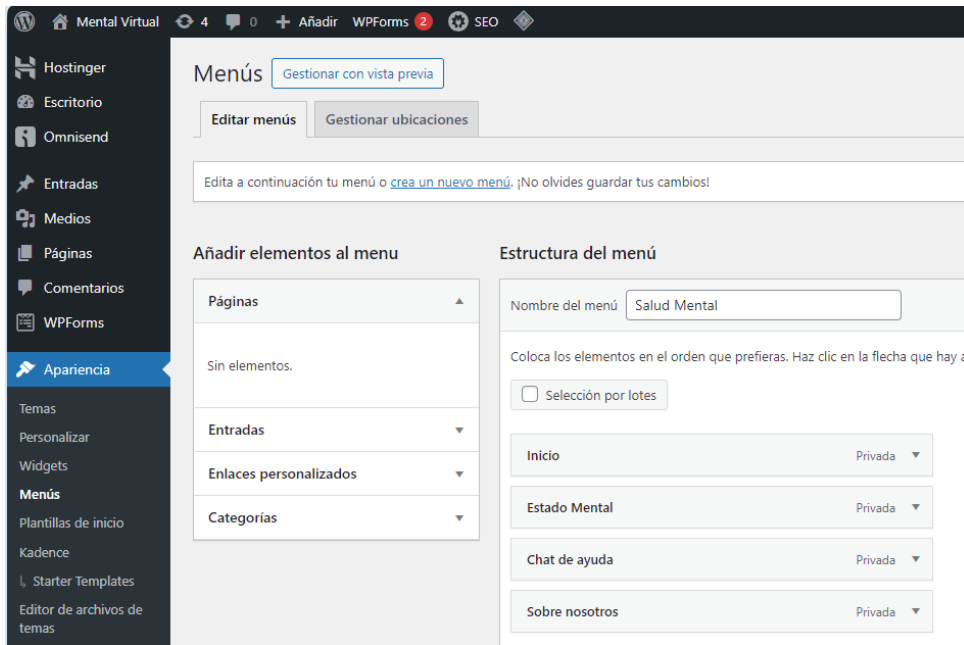 Mental Virtual 4 0 Añadir WPForms 2 SEO
Hostinger
Escritorio
Omnisend
Entradas
Medios
Páginas
Comentarios
WPForms
Apariencia
Temas
Personalizar
Widgets
Menús
Plantillas de inicio
Kadence
Starter Templates
Editor de archivos de
temas
Menús Gestionar con vista previa
Editar menús Gestionar ubicaciones
Edita a continuación tu menú o crea un nuevo menú. ¡No olvides guardar tus cambios!
Añadir elementos al menu
Páginas
Sin elementos.
Entradas
Enlaces personalizados
Categorías
Estructura del menú
Nombre del menú Salud Mental
Coloca los elementos en el orden que prefieras. Haz clic en la flecha que hay a
Selección por lotes
Inicio Privada
Estado Mental Privada
Chat de ayuda Privada
Sobre nosotros Privada